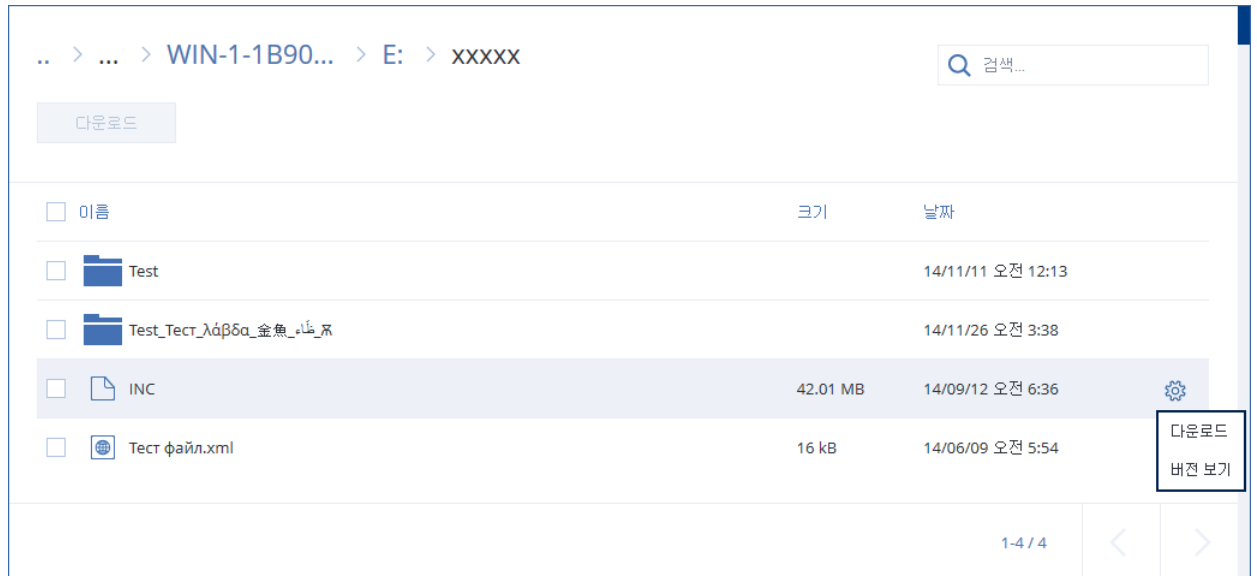 .. > ... > WIN-1-1B90... > E: > xxxxx
검색...
다운로드
이름 크기 날짜
Test 14/11/11 오전 12:13
Test_Тест_λάβδα_金魚_ظَاء_Ѫ 14/11/26 오전 3:38
INC 42.01 MB 14/09/12 오전 6:36
다운로드
Тест файл.xml 16 kB 14/06/09 오전 5:54
버전 보기
1-4 / 4